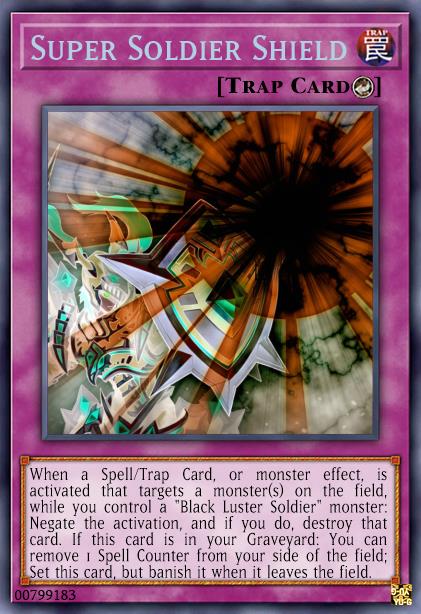 Super Soldier Shield
TRAP
罠
[Trap Card]
When a Spell/Trap Card, or monster effect, is
activated that targets a monster(s) on the field,
while you control a "Black Luster Soldier" monster:
Negate the activation, and if you do, destroy that
card. If this card is in your Graveyard: You can
remove 1 Spell Counter from your side of the field;
Set this card, but banish it when it leaves the field.
00799183